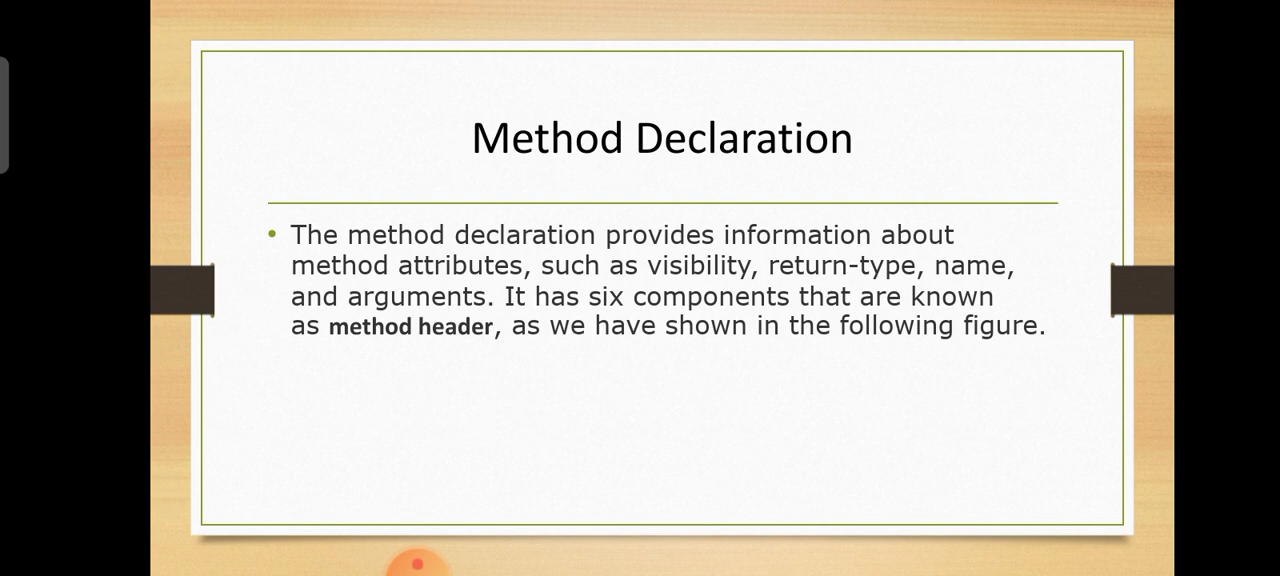 Method Declaration
• The method declaration provides information about
method attributes, such as visibility, return-type, name,
and arguments. It has six components that are known
as method header, as we have shown in the following figure.